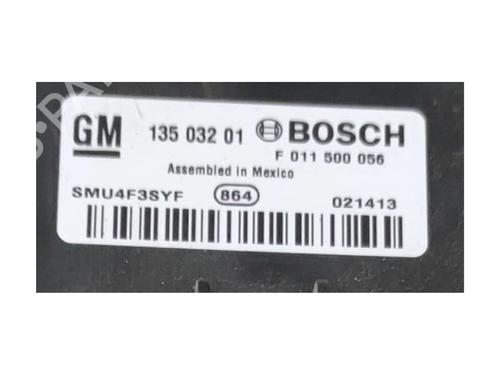 GM 135 032 01 BOSCH
F 011 500 056
Assembled in Mexico
SMU4F3SYF 864 021413